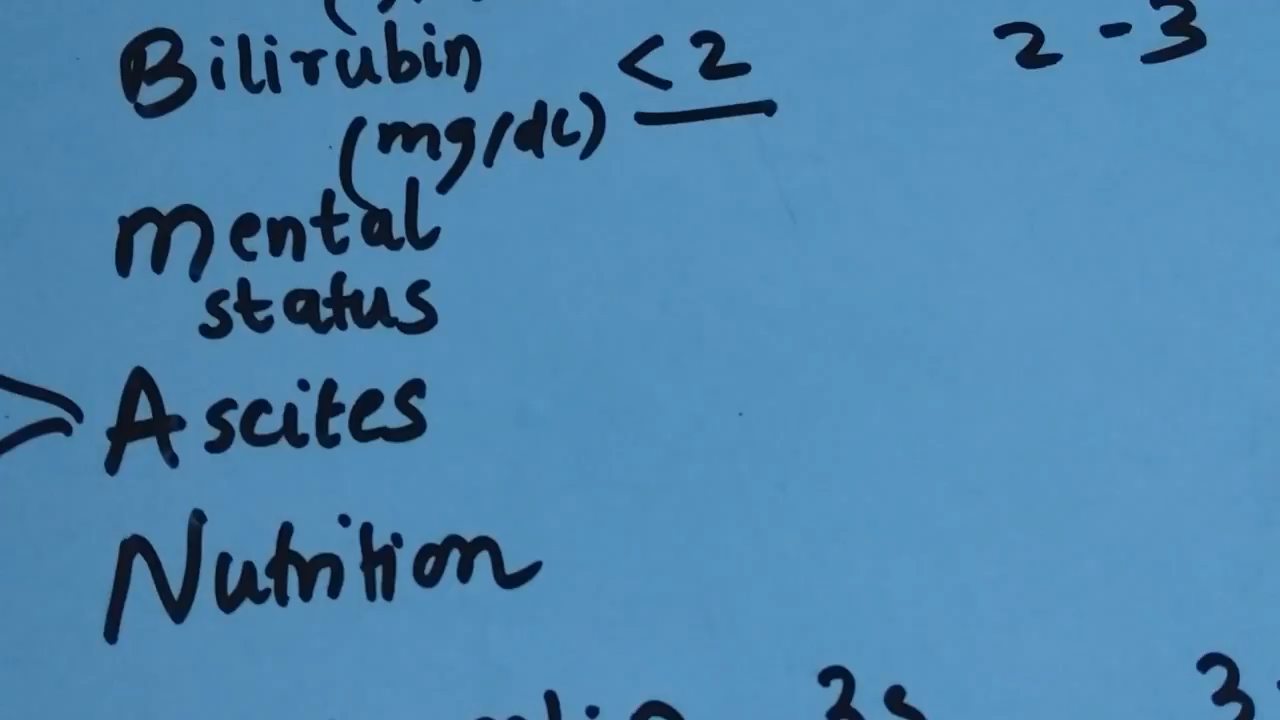 Bilirubin <2 2-3
(mg/dl)
Mental
status
> Ascites
Nutrition